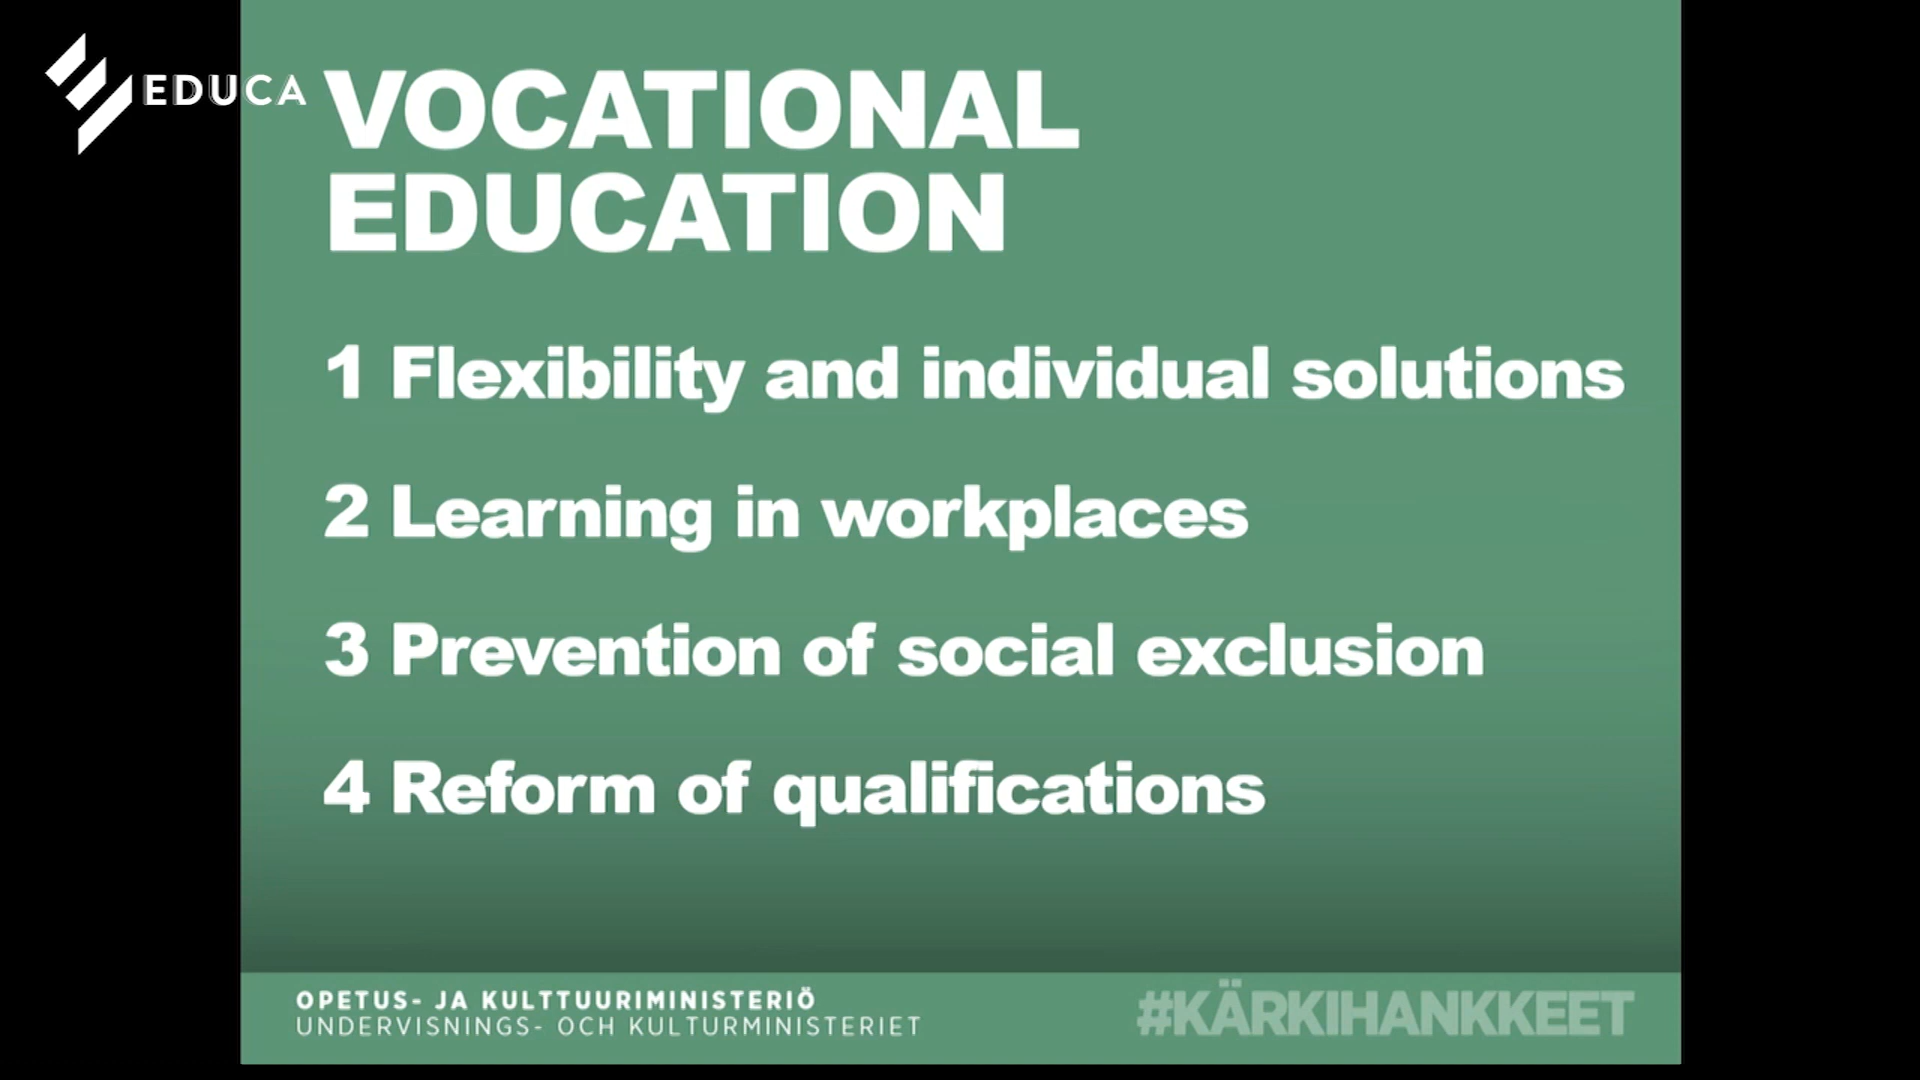 EDUCA
VOCATIONAL
EDUCATION
1 Flexibility and individual solutions
2 Learning in workplaces
3 Prevention of social exclusion
4 Reform of qualifications
OPETUS- JA KULTTUURIMINISTERIÖ
UNDERVISNINGS- OCH KULTURMINISTERIET
#KÄRKIHANKKEET